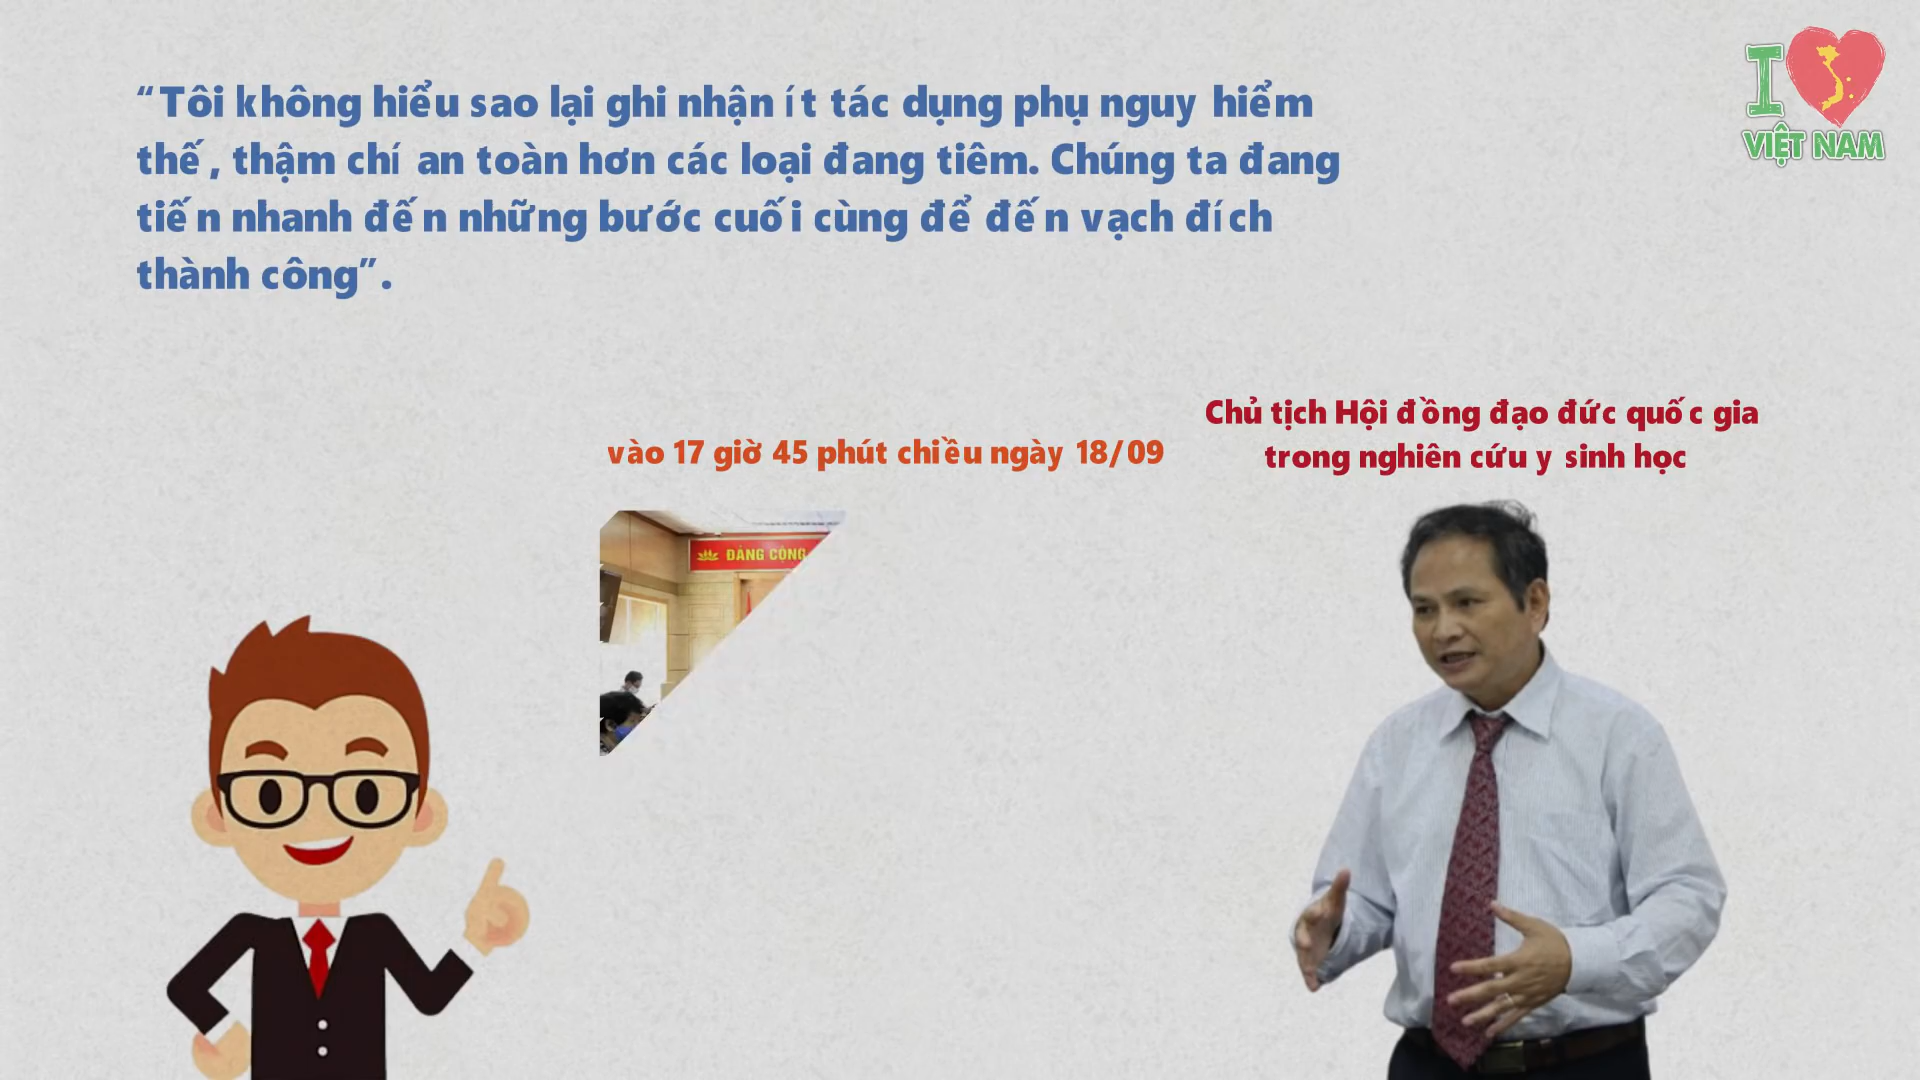 “Tôi không hiểu sao lại ghi nhận ít tác dụng phụ nguy hiểm
thế, thậm chí an toàn hơn các loại đang tiêm. Chúng ta đang
tiến nhanh đến những bước cuối cùng để đến vạch đích
thành công”.
I
VIỆT NAM
Chủ tịch Hội đồng đạo đức quốc gia
trong nghiên cứu y sinh học
vào 17 giờ 45 phút chiều ngày 18/09
ĐẢNG CỘNG